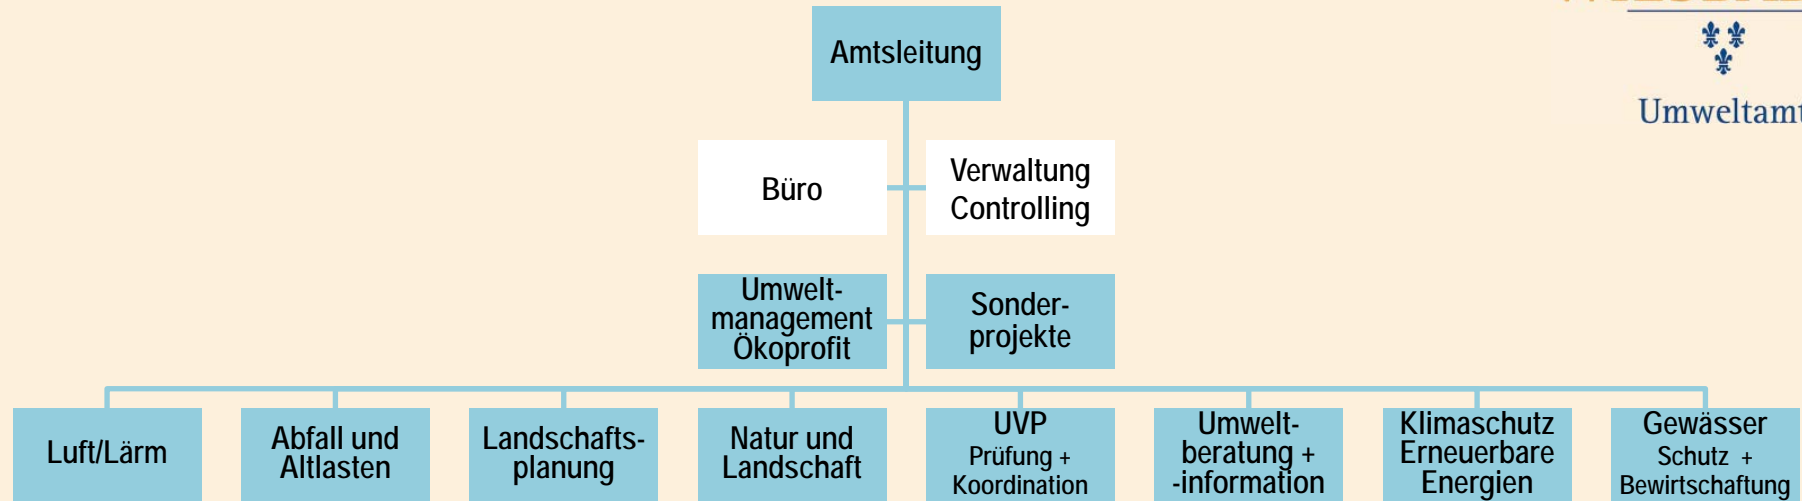 Amtsleitung
Umweltamt
Büro
Verwaltung
Controlling
Umwelt-
management
Ökoprofit
Sonder-
projekte
Luft/Lärm
Abfall und
Altlasten
Landschafts-
planung
Natur und
Landschaft
UVP
Prüfung +
Koordination
Umwelt-
beratung +
-information
Klimaschutz
Erneuerbare
Energien
Gewässer
Schutz +
Bewirtschaftung